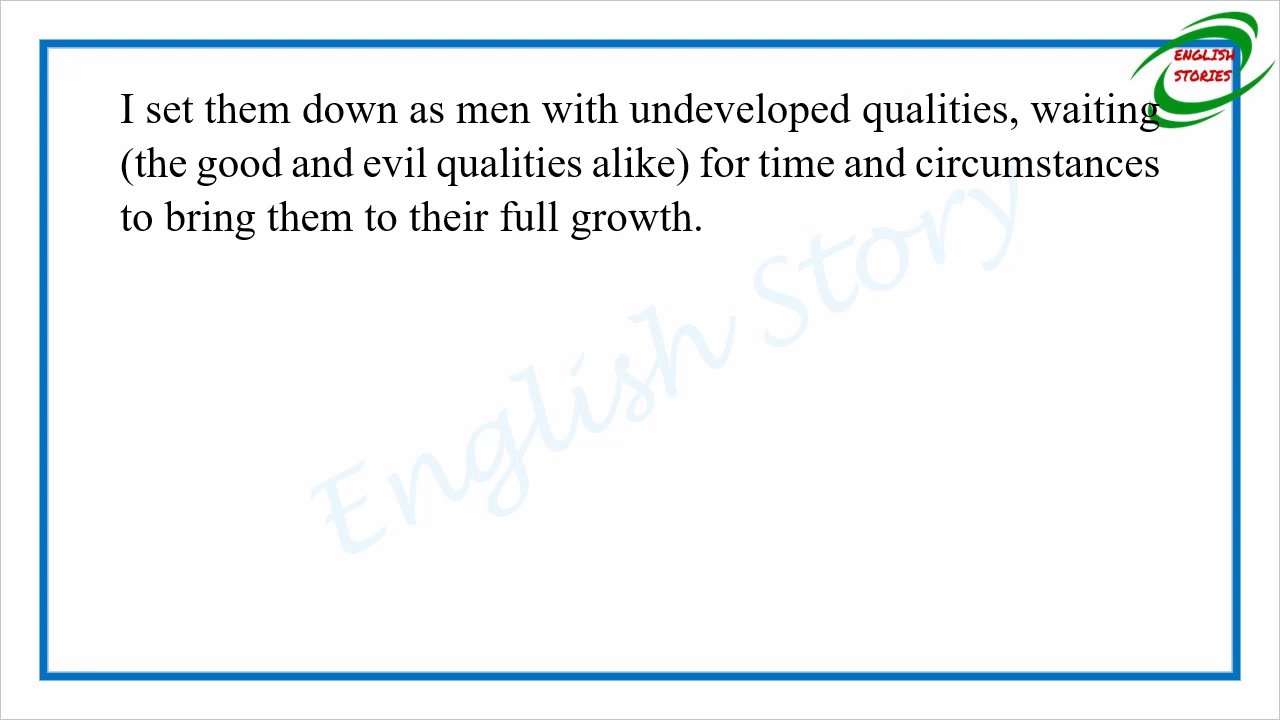 ENGLISH
STORIES
I set them down as men with undeveloped qualities, waiting
(the good and evil qualities alike) for time and circumstances
to bring them to their full growth.
English Story